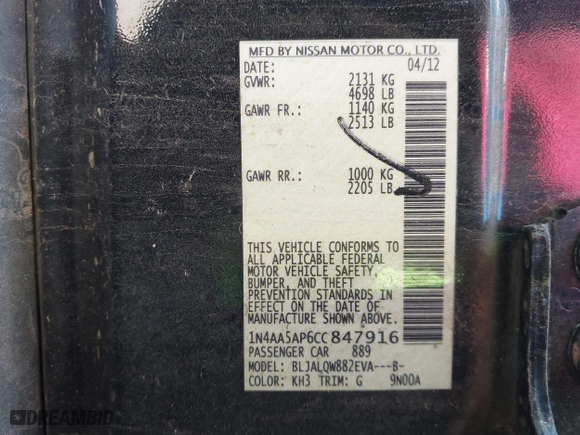 MFD BY NISSAN MOTOR CO., LTD.
DATE: 04/12
GVWR: 2131 KG
4698 LB
GAWR FR.: 1140 KG
2513 LB
GAWR RR.: 1000 KG
2205 LB
THIS VEHICLE CONFORMS TO
ALL APPLICABLE FEDERAL
MOTOR VEHICLE SAFETY,
BUMPER, AND THEFT
PREVENTION STANDARDS IN
EFFECT ON THE DATE OF
MANUFACTURE SHOWN ABOVE.
1N4AA5AP6CC847916
PASSENGER CAR 889
MODEL: BLJALQW882EVA---B-
COLOR: KH3 TRIM: G 9N00A
DREAMBID.COM